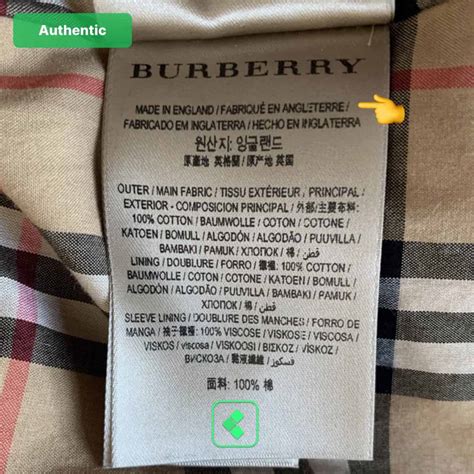 Authentic
BURBERRY
MADE IN ENGLAND / FABRIQUÉ EN ANGLETERRE /
FABRICADO EM INGLATERRA / HECHO EN INGLATERRA
원산지: 잉글랜드
原產地 英格蘭 / 原产地 英国
OUTER / MAIN FABRIC / TISSU EXTÉRIEUR / PRINCIPAL /
EXTERIOR - COMPOSICION PRINCIPAL / 外部/主要布料:
100% COTTON / BAUMWOLLE / COTON / COTONE /
KATOEN / BOMULL / ALGODÓN / ALGODÃO / PUUVILLA /
BAMBAKI / PAMUK / ХЛОПОК / 棉 / قطن
LINING / DOUBLURE / FORRO / 襯裡: 100% COTTON /
BAUMWOLLE / COTON / COTONE / KATOEN / BOMULL /
ALGODÓN / ALGODÃO / PUUVILLA / BAMBAKI / PAMUK /
ХЛОПОК / 棉 / قطن
SLEEVE LINING / DOUBLURE DES MANCHES / FORRO DE
MANGA / 袖子襯裡: 100% VISCOSE / VISKOSE / VISCOSA /
VISKOS / viscosa / VISKOOSI / ΒΙΣΚΟΖ / VİSKOS /
ВИСКОЗА / 黏液纖維 / فسكوز
面料: 100% 棉